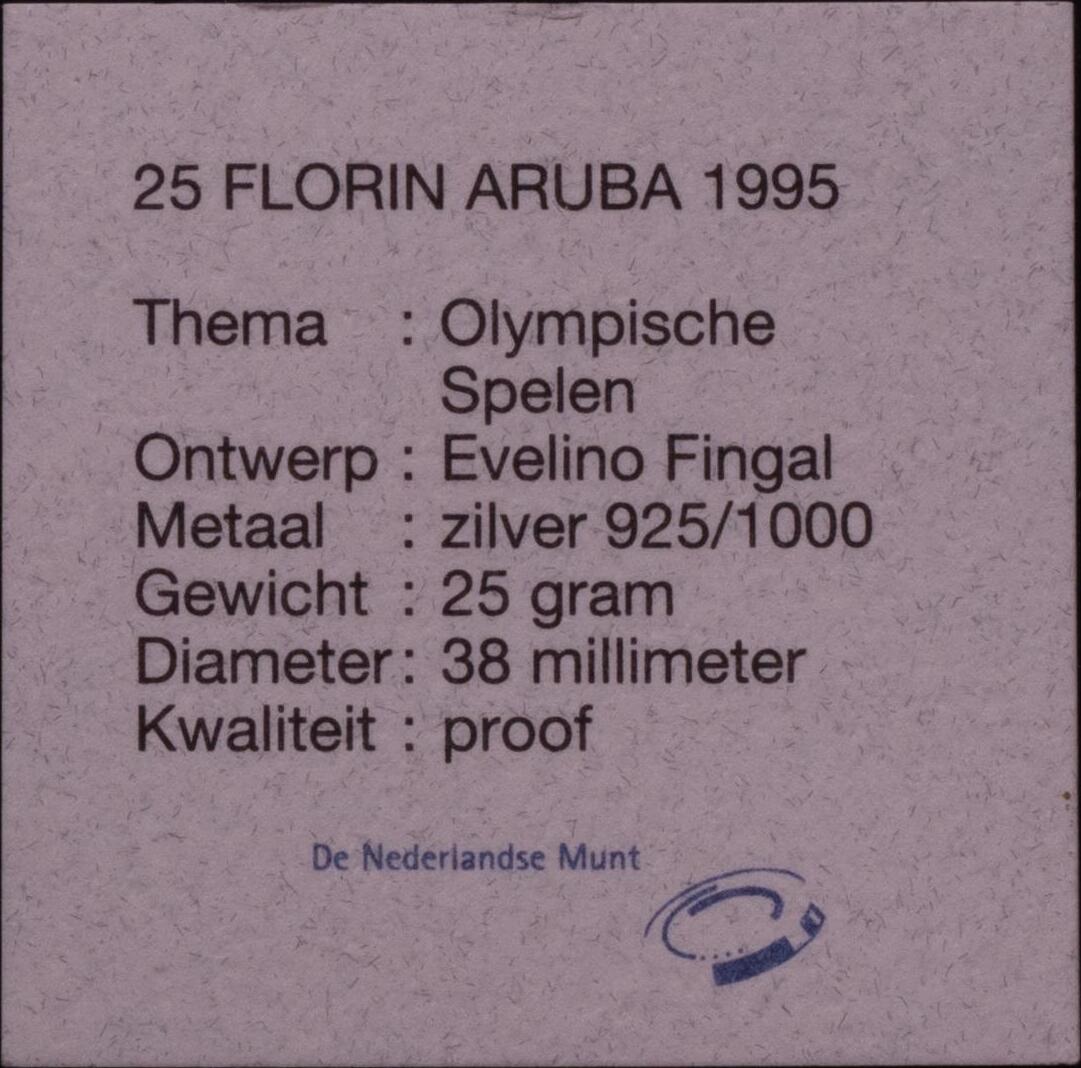 25 FLORIN ARUBA 1995
Thema : Olympische
Spelen
Ontwerp : Evelino Fingal
Metaal : zilver 925/1000
Gewicht : 25 gram
Diameter : 38 millimeter
Kwaliteit : proof
De Nederlandse Munt